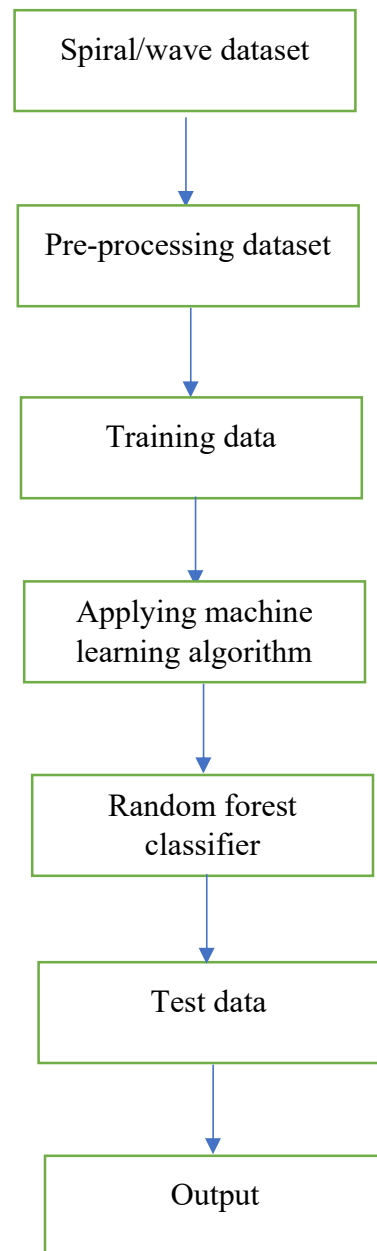 Spiral/wave dataset
Pre-processing dataset
Training data
Applying machine
learning algorithm
Random forest
classifier
Test data
Output